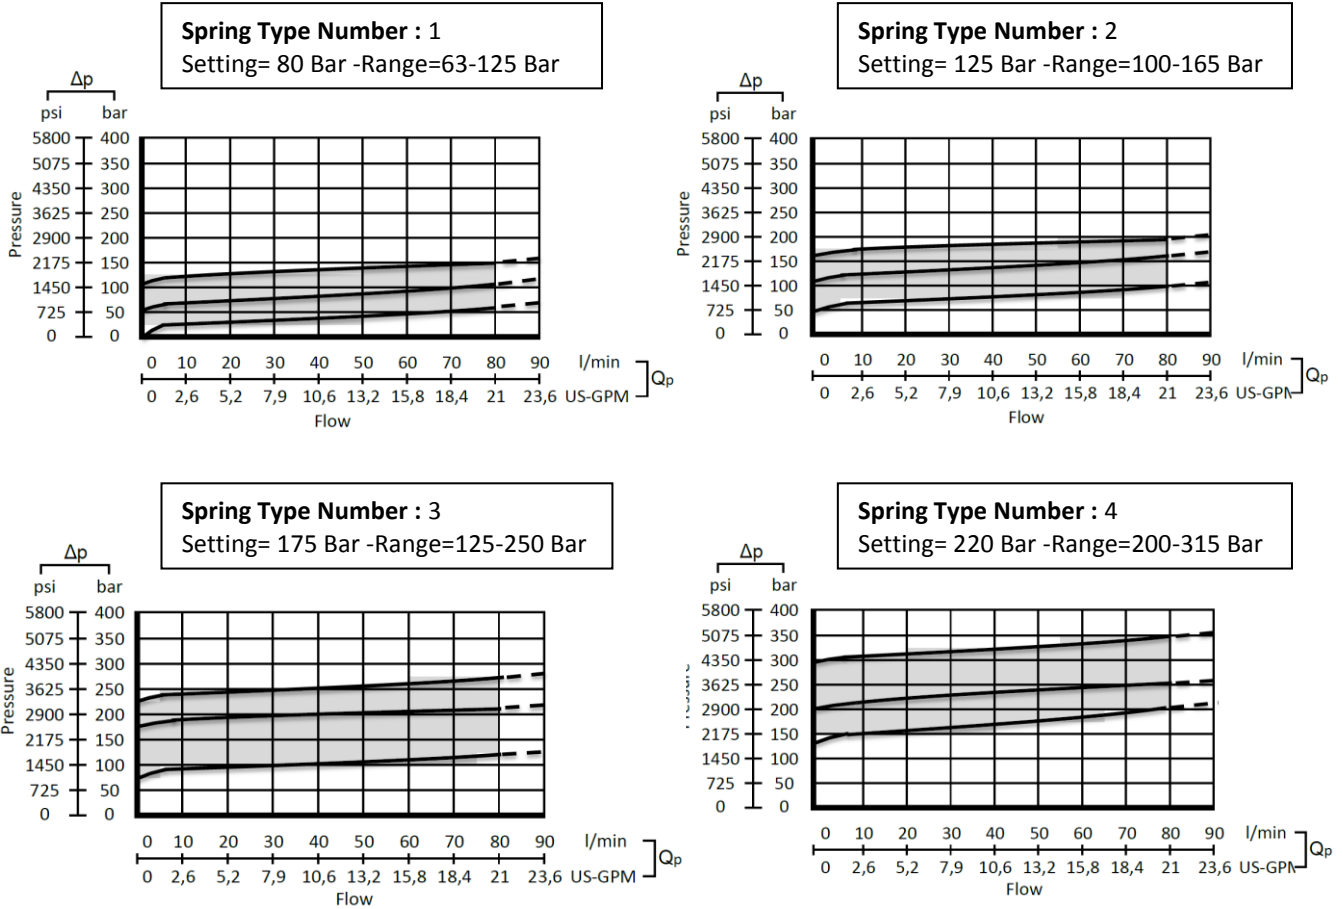 Spring Type Number : 1
Setting= 80 Bar -Range=63-125 Bar
Δp
psi bar
5800 400
5075 350
4350 300
3625 250
2900 200
2175 150
1450 100
725 50
0 0
Pressure
0 10 20 30 40 50 60 70 80 90 l/min
Qp
0 2,6 5,2 7,9 10,6 13,2 15,8 18,4 21 23,6 US-GPM
Flow
Spring Type Number : 2
Setting= 125 Bar -Range=100-165 Bar
Δp
psi bar
5800 400
5075 350
4350 300
3625 250
2900 200
2175 150
1450 100
725 50
0 0
Pressure
0 10 20 30 40 50 60 70 80 90 l/min
Qp
0 2,6 5,2 7,9 10,6 13,2 15,8 18,4 21 23,6 US-GPM
Flow
Spring Type Number : 3
Setting= 175 Bar -Range=125-250 Bar
Δp
psi bar
5800 400
5075 350
4350 300
3625 250
2900 200
2175 150
1450 100
725 50
0 0
Pressure
0 10 20 30 40 50 60 70 80 90 l/min
Qp
0 2,6 5,2 7,9 10,6 13,2 15,8 18,4 21 23,6 US-GPM
Flow
Spring Type Number : 4
Setting= 220 Bar -Range=200-315 Bar
Δp
psi bar
5800 400
5075 350
4350 300
3625 250
2900 200
2175 150
1450 100
725 50
0 0
Pressure
0 10 20 30 40 50 60 70 80 90 l/min
Qp
0 2,6 5,2 7,9 10,6 13,2 15,8 18,4 21 23,6 US-GPM
Flow